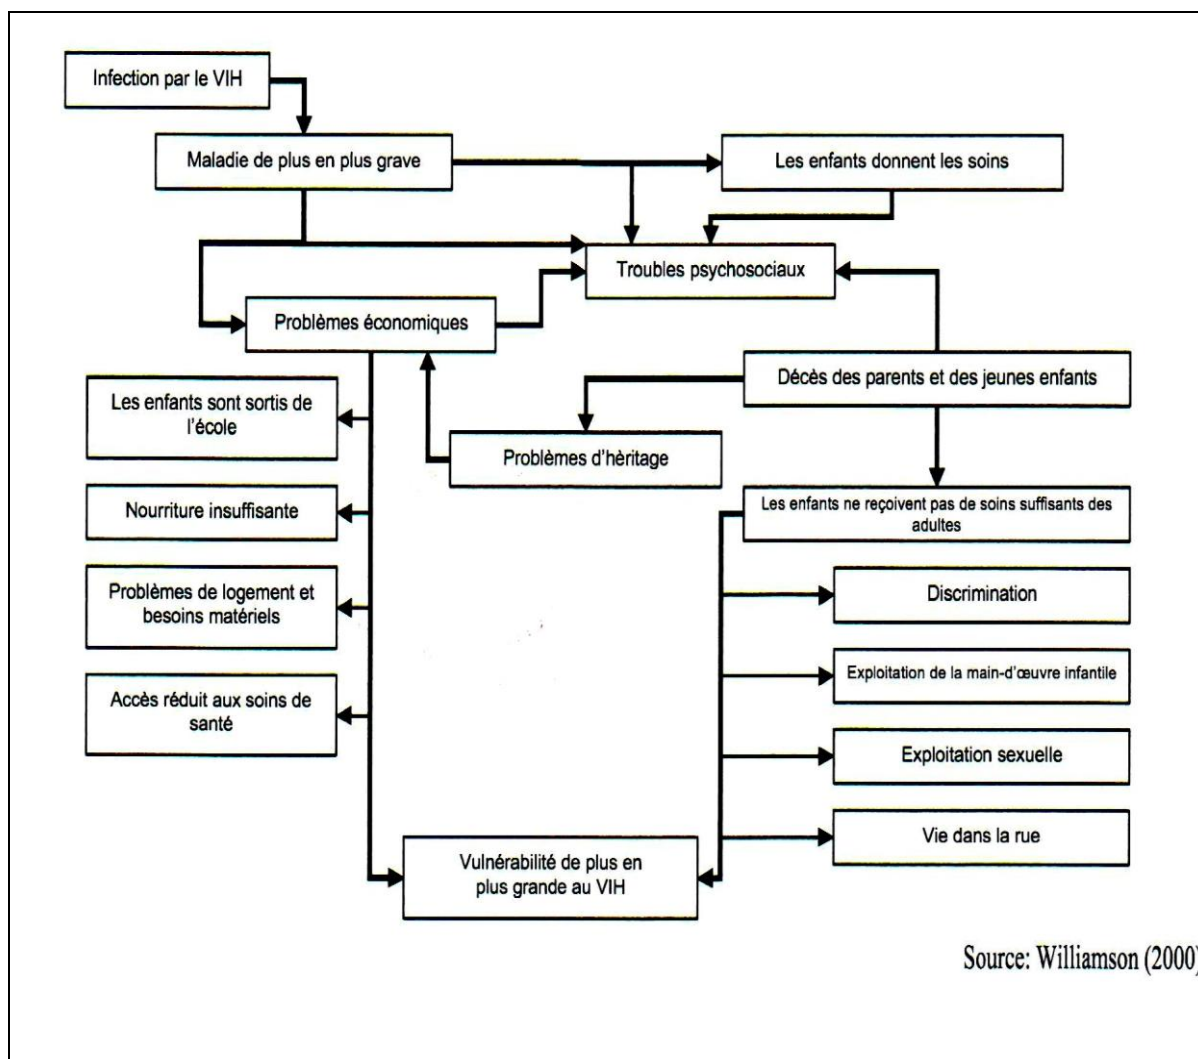 Infection par le VIH
Maladie de plus en plus grave
Les enfants donnent les soins
Troubles psychosociaux
Problèmes économiques
Décès des parents et des jeunes enfants
Les enfants sont sortis de
l'école
Problèmes d'hèritage
Nourriture insuffisante
Les enfants ne reçoivent pas de soins suffisants des
adultes
Problèmes de logement et
besoins matériels
Discrimination
Exploitation de la main-d'œuvre infantile
Accès réduit aux soins de
santé
Exploitation sexuelle
Vie dans la rue
Vulnérabilité de plus en
plus grande au VIH
Source: Williamson (2000)